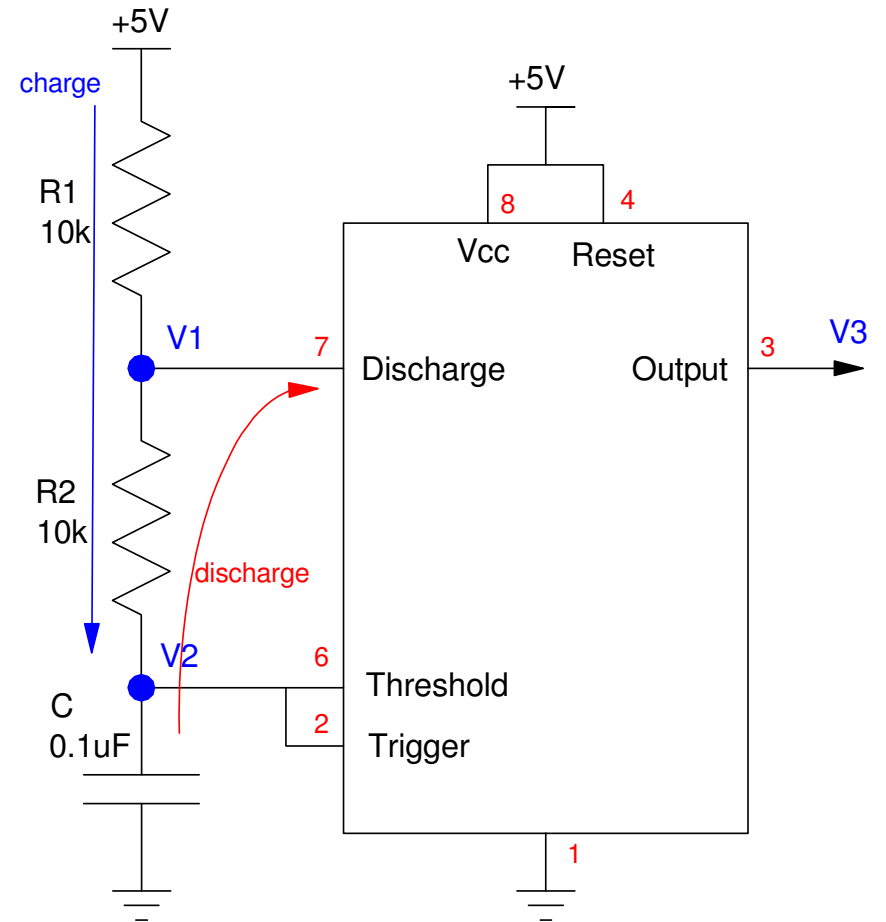 +5V
charge
+5V
R1
10k
8
4
Vcc
Reset
V1
7
Discharge
Output
3
V3
R2
10k
discharge
V2
6
Threshold
C
0.1uF
2
Trigger
1